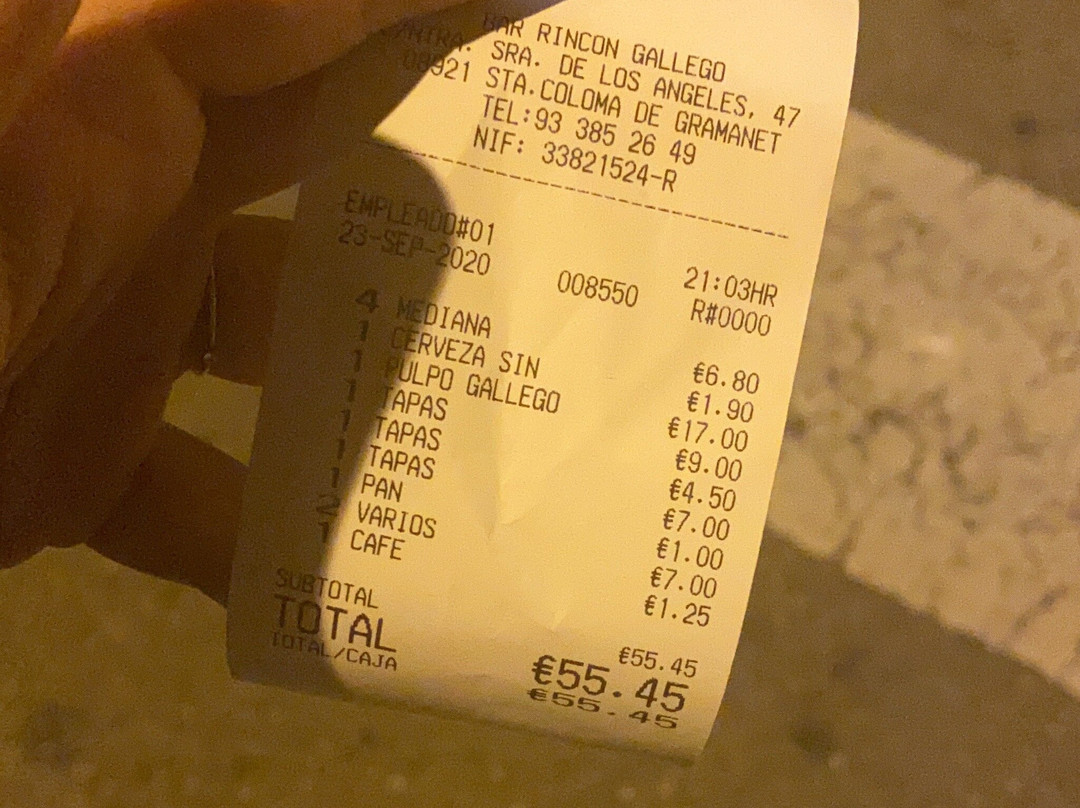 BAR RINCON GALLEGO
NTRA. SRA. DE LOS ANGELES, 47
08921 STA.COLOMA DE GRAMANET
TEL:93 385 26 49
NIF: 33821524-R
EMPLEADO#01 21:03HR
23-SEP-2020 008550 R#0000
4 MEDIANA €6.80
1 CERVEZA SIN €1.90
1 PULPO GALLEGO €17.00
1 TAPAS €9.00
1 TAPAS €4.50
1 TAPAS €7.00
1 PAN €1.00
2 VARIOS €7.00
1 CAFE €1.25
SUBTOTAL €55.45
TOTAL €55.45
TOTAL/CAJA €55.45